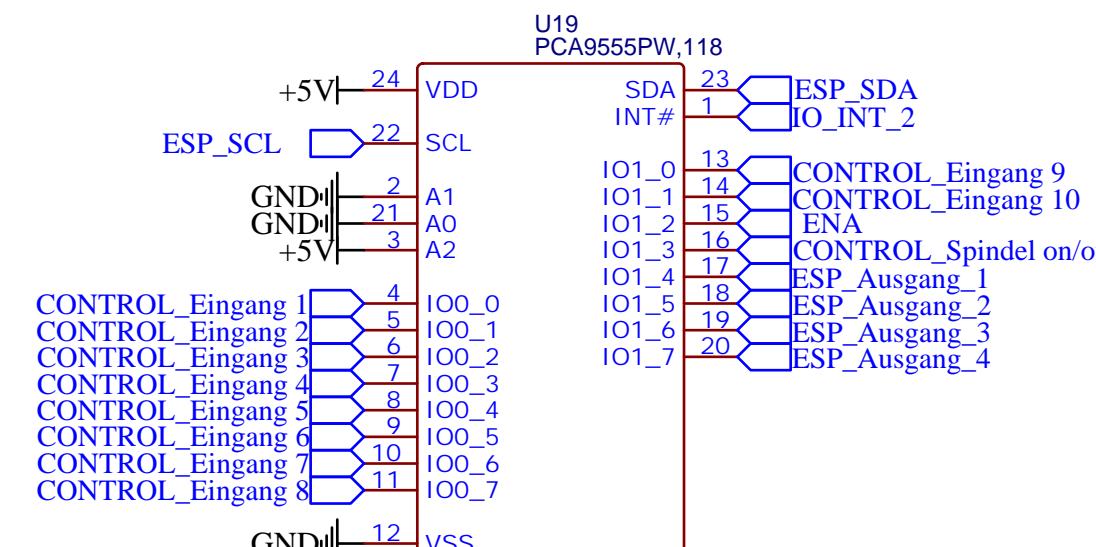 U19
PCA9555PW,118
+5V 24 VDD SDA 23 ESP_SDA
INT# 1 IO_INT_2
ESP_SCL 22 SCL
IO1_0 13 CONTROL_Eingang 9
GND 2 A1 IO1_1 14 CONTROL_Eingang 10
GND 21 A0 IO1_2 15 ENA
+5V 3 A2 IO1_3 16 CONTROL_Spindel on/o
IO1_4 17 ESP_Ausgang_1
CONTROL_Eingang 1 4 IO0_0 IO1_5 18 ESP_Ausgang_2
CONTROL_Eingang 2 5 IO0_1 IO1_6 19 ESP_Ausgang_3
CONTROL_Eingang 3 6 IO0_2 IO1_7 20 ESP_Ausgang_4
CONTROL_Eingang 4 7 IO0_3
CONTROL_Eingang 5 8 IO0_4
CONTROL_Eingang 6 9 IO0_5
CONTROL_Eingang 7 10 IO0_6
CONTROL_Eingang 8 11 IO0_7
GND 12 VSS